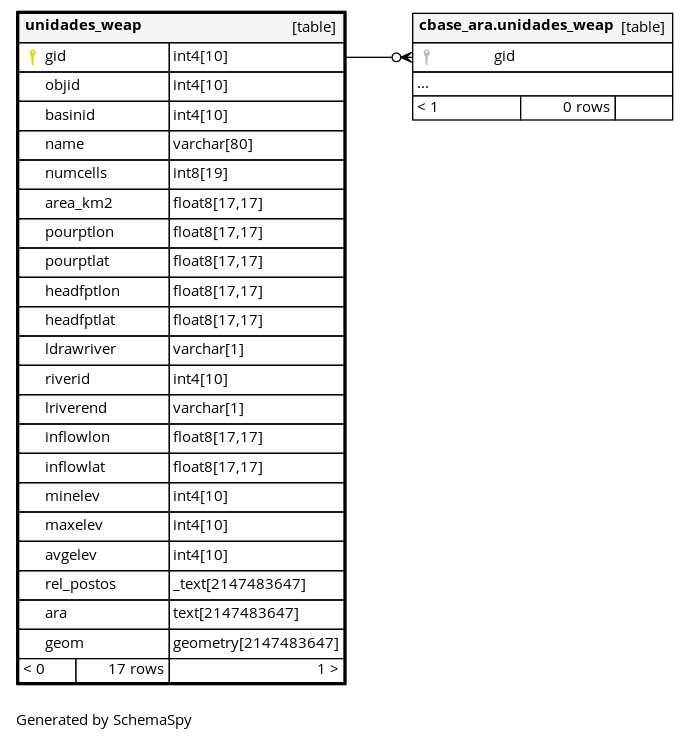 unidades_weap [table]
gid int4[10]
objid int4[10]
basinid int4[10]
name varchar[80]
numcells int8[19]
area_km2 float8[17,17]
pourptlon float8[17,17]
pourptlat float8[17,17]
headfptlon float8[17,17]
headfptlat float8[17,17]
ldrawriver varchar[1]
riverid int4[10]
lriverend varchar[1]
inflowlon float8[17,17]
inflowlat float8[17,17]
minelev int4[10]
maxelev int4[10]
avgelev int4[10]
rel_postos _text[2147483647]
ara text[2147483647]
geom geometry[2147483647]
< 0 17 rows 1 >
cbase_ara.unidades_weap [table]
gid
...
< 1 0 rows
Generated by SchemaSpy